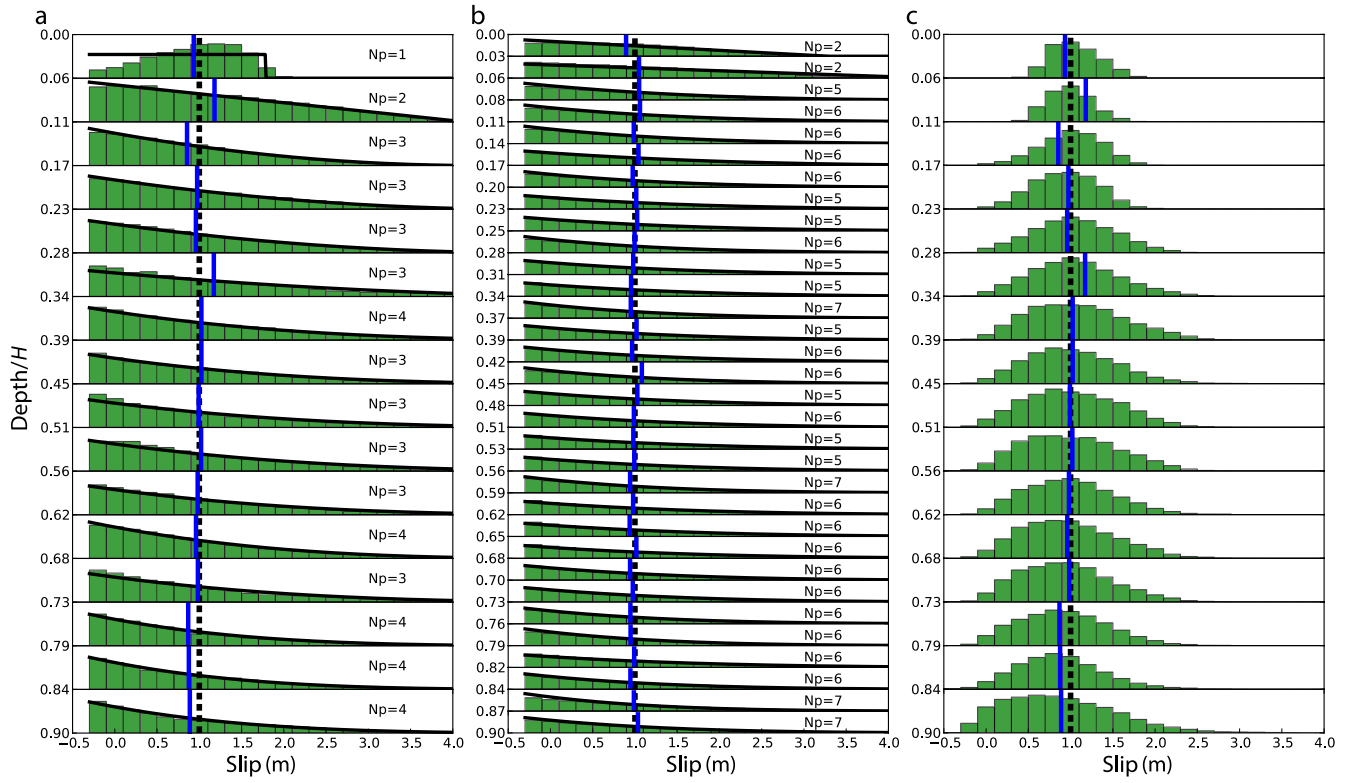 a
0.00
0.06
0.11
0.17
0.23
0.28
0.34
0.39
0.45
0.51
0.56
0.62
0.68
0.73
0.79
0.84
0.90
Depth/H
Np=1
Np=2
Np=3
Np=3
Np=3
Np=3
Np=4
Np=3
Np=3
Np=3
Np=3
Np=4
Np=3
Np=4
Np=4
Np=4
−0.5 0.0 0.5 1.0 1.5 2.0 2.5 3.0 3.5 4.0
Slip (m)
b
0.00
0.03
0.06
0.08
0.11
0.14
0.17
0.20
0.23
0.25
0.28
0.31
0.34
0.37
0.39
0.42
0.45
0.48
0.51
0.53
0.56
0.59
0.62
0.65
0.68
0.70
0.73
0.76
0.79
0.82
0.84
0.87
0.90
Np=2
Np=2
Np=5
Np=6
Np=6
Np=6
Np=6
Np=5
Np=5
Np=6
Np=5
Np=5
Np=7
Np=5
Np=6
Np=6
Np=5
Np=6
Np=5
Np=5
Np=7
Np=6
Np=6
Np=6
Np=6
Np=6
Np=6
Np=6
Np=6
Np=6
Np=7
Np=7
−0.5 0.0 0.5 1.0 1.5 2.0 2.5 3.0 3.5 4.0
Slip (m)
c
0.00
0.06
0.11
0.17
0.23
0.28
0.34
0.39
0.45
0.51
0.56
0.62
0.68
0.73
0.79
0.84
0.90
−0.5 0.0 0.5 1.0 1.5 2.0 2.5 3.0 3.5 4.0
Slip (m)